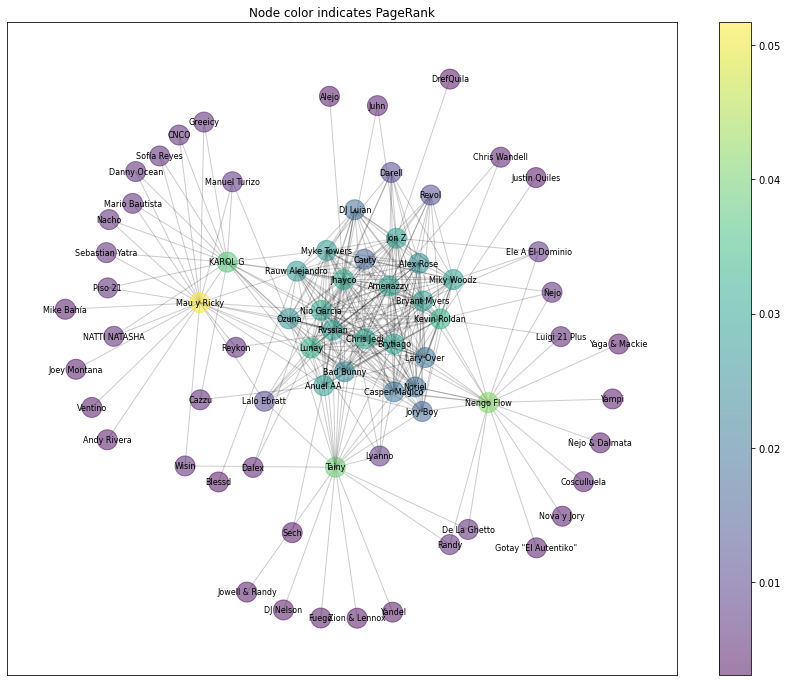 Node color indicates PageRank
DrefQuila
Alejo
Juhn
Greeicy
CNCO
Sofía Reyes
Chris Wandell
Danny Ocean
Darell
Justin Quiles
Manuel Turizo
Revol
Mario Bautista
DJ Luian
Nacho
Jon Z
Sebastian Yatra
Myke Towers
Ele A El Dominio
KAROL G
Cauty
Alex Rose
Rauw Alejandro
Jhayco
Miky Woodz
Piso 21
Amenazzy
Nejo
Mau y Ricky
Bryant Myers
Mike Bahía
Nio Garcia
Ozuna
Kevin Roldan
Rvssian
NATTI NATASHA
Chris Jedi
Luigi 21 Plus
Reykon
Lunay
Brytiago
Yaga & Mackie
Lary Over
Joey Montana
Bad Bunny
Anuel AA
Noriel
Casper Magico
Cazzu
Lalo Ebratt
Ñengo Flow
Yampi
Ventino
Jory Boy
Andy Rivera
Ñejo & Dalmata
Lyanno
Wisin
Dalex
Tainy
Blessd
Cosculluela
Nova y Jory
Sech
De La Ghetto
Randy
Gotay "El Autentiko"
Jowell & Randy
DJ Nelson
Fuego
Zion & Lennox
Yandel
0.05
0.04
0.03
0.02
0.01